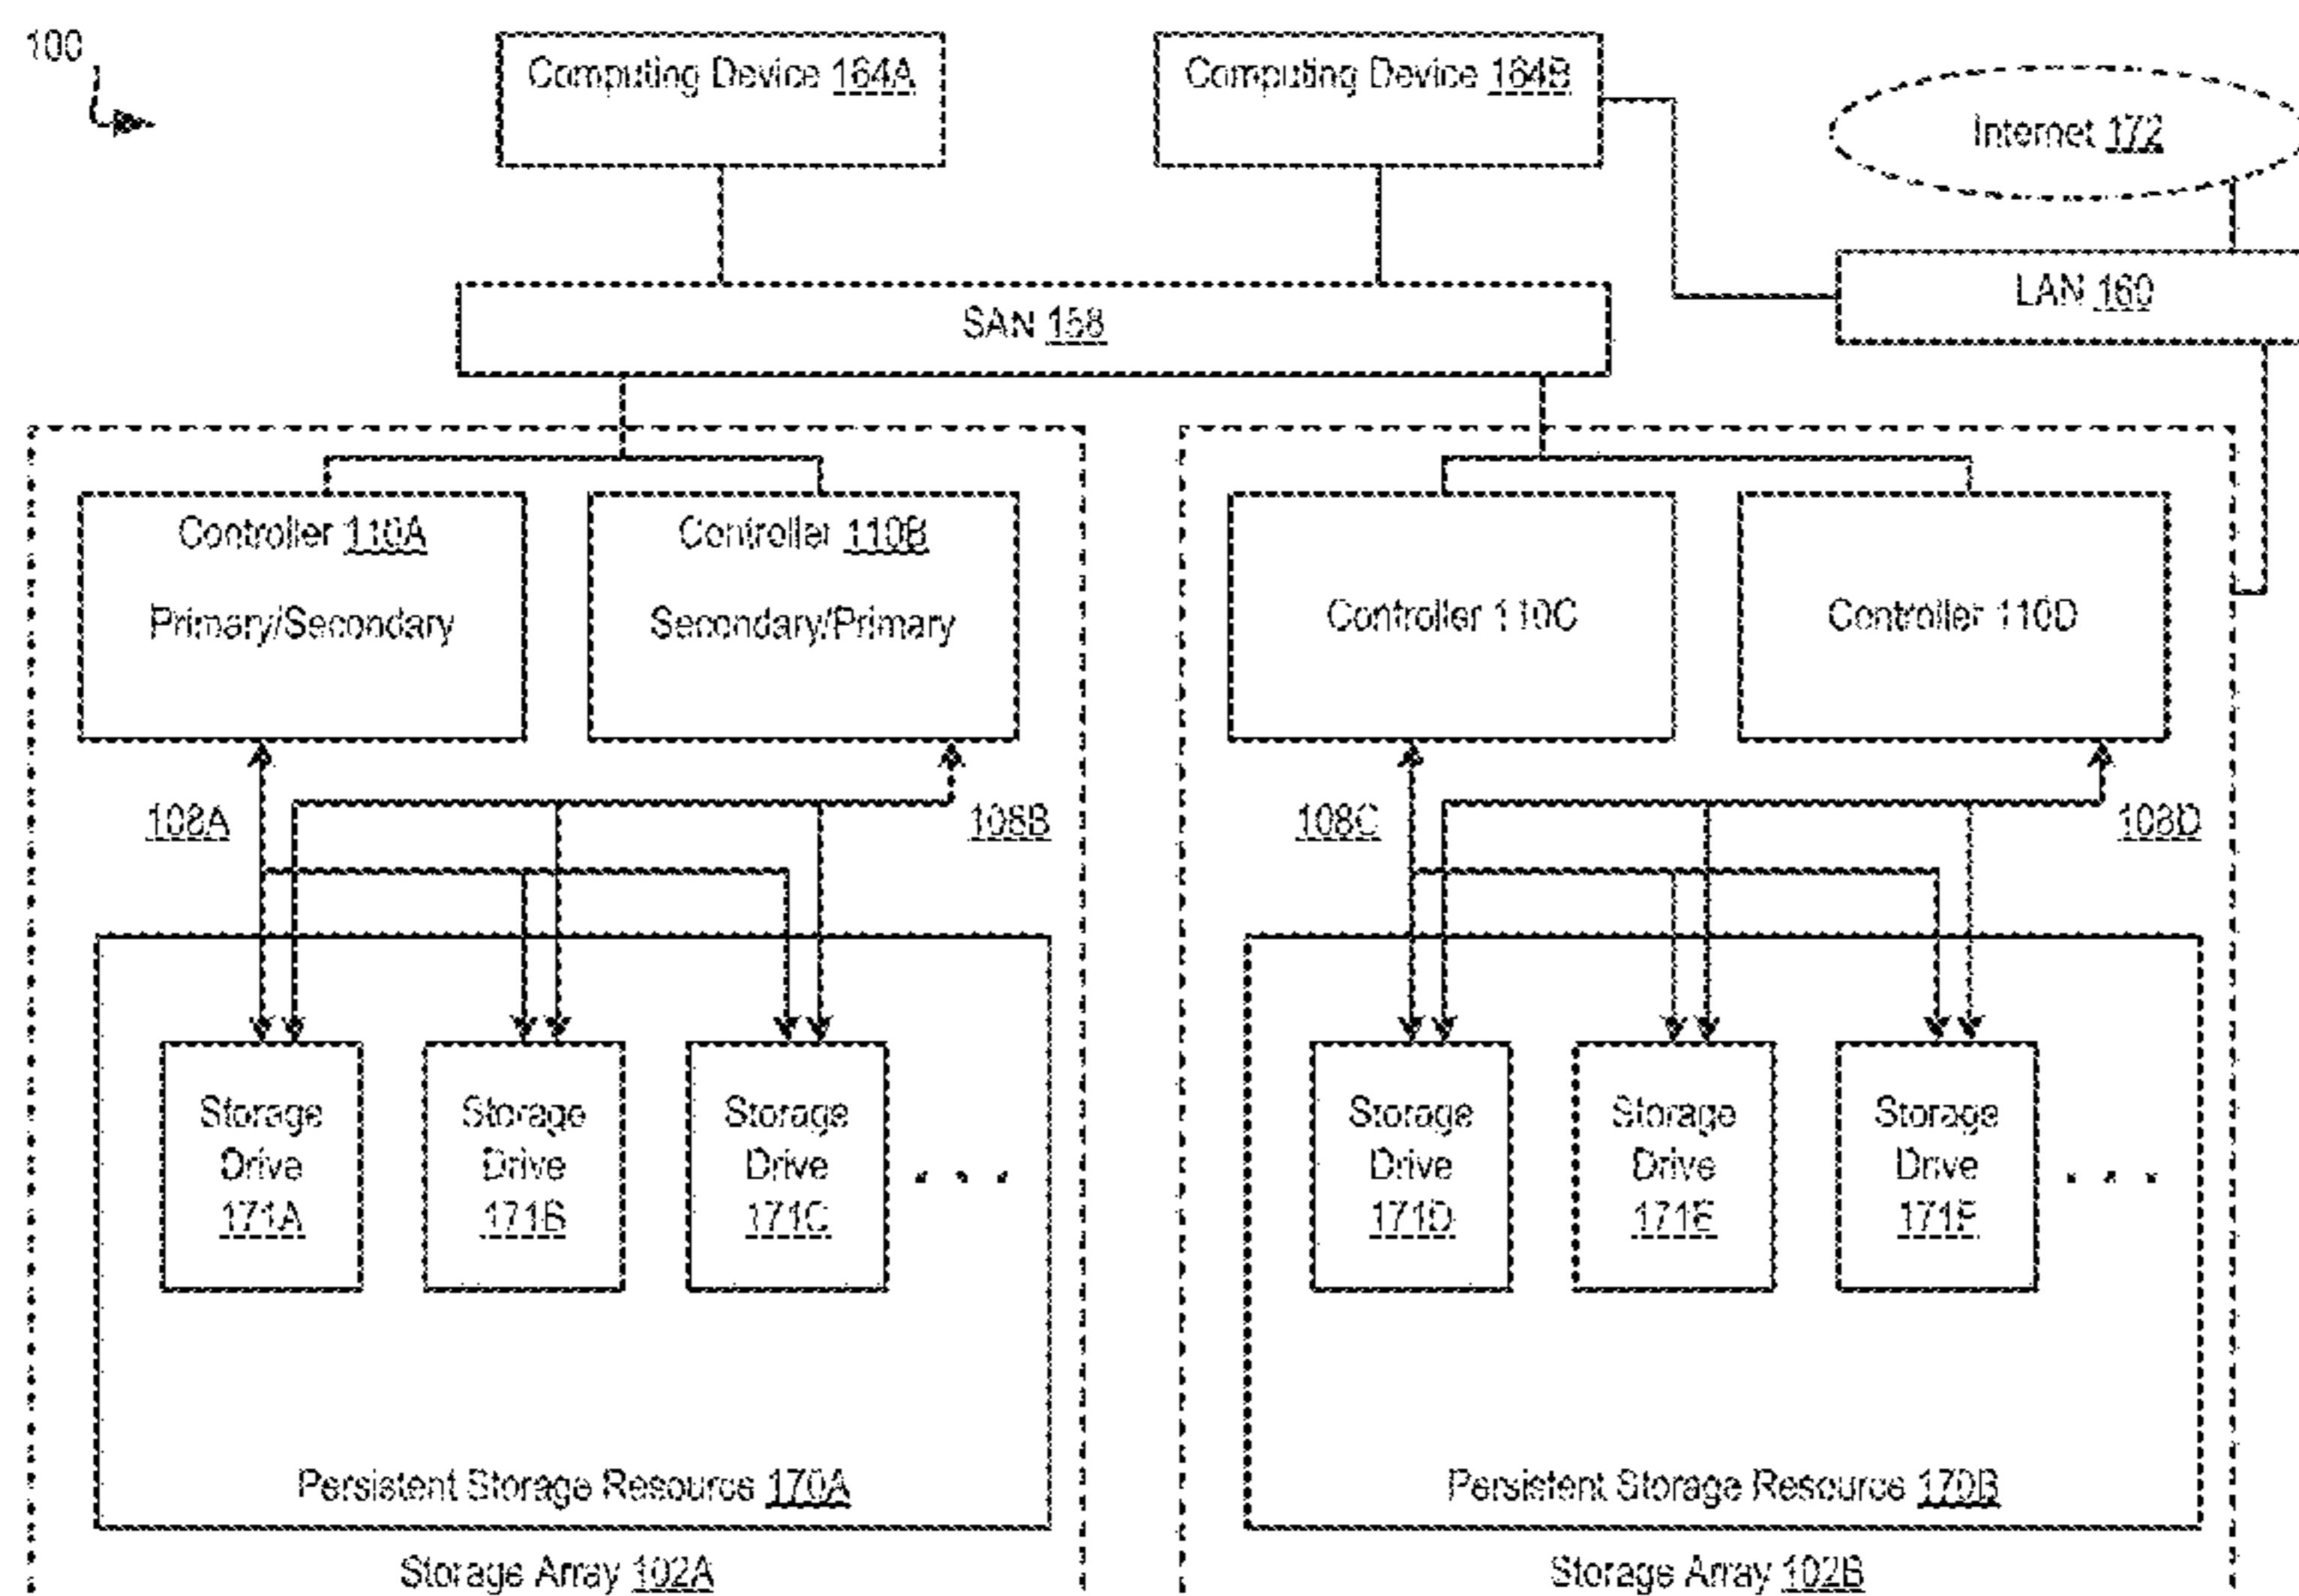 100
Computing Device 164A
Computing Device 164B
Internet 172
LAN 160
SAN 158
Controller 110A
Primary/Secondary
Controller 110B
Secondary/Primary
Controller 110C
Controller 110D
108A
108B
108C
108D
Storage
Drive
171A
Storage
Drive
171B
Storage
Drive
171C
. . .
Storage
Drive
171D
Storage
Drive
171E
Storage
Drive
171F
. . .
Persistent Storage Resource 170A
Persistent Storage Resource 170B
Storage Array 102A
Storage Array 102B